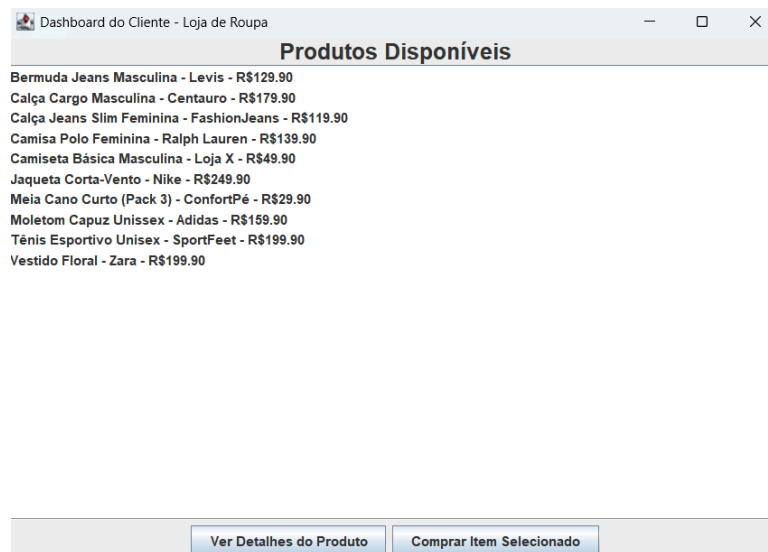 Dashboard do Cliente - Loja de Roupa
Produtos Disponíveis
Bermuda Jeans Masculina - Levis - R$129.90
Calça Cargo Masculina - Centauro - R$179.90
Calça Jeans Slim Feminina - FashionJeans - R$119.90
Camisa Polo Feminina - Ralph Lauren - R$139.90
Camiseta Básica Masculina - Loja X - R$49.90
Jaqueta Corta-Vento - Nike - R$249.90
Meia Cano Curto (Pack 3) - ConfortPé - R$29.90
Moletom Capuz Unissex - Adidas - R$159.90
Tênis Esportivo Unisex - SportFeet - R$199.90
Vestido Floral - Zara - R$199.90
Ver Detalhes do Produto
Comprar Item Selecionado